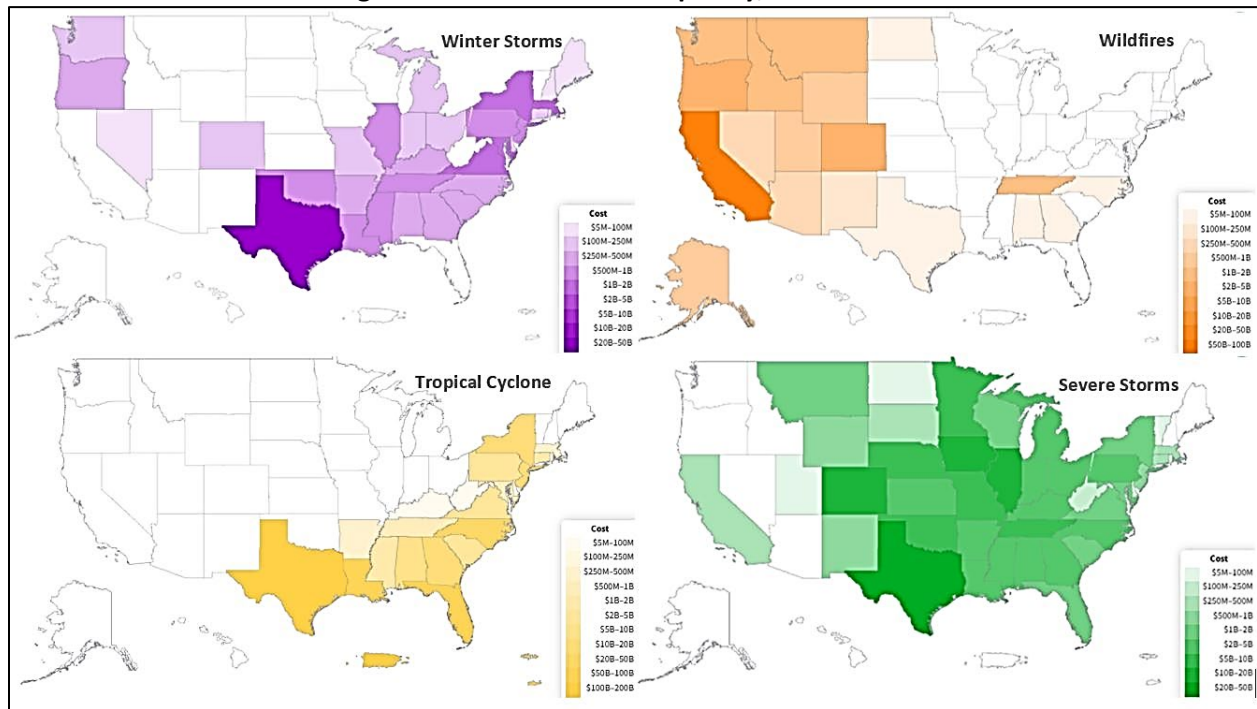 Winter Storms
Cost
$5M–100M
$100M–250M
$250M–500M
$500M–1B
$1B–2B
$2B–5B
$5B–10B
$10B–20B
$20B–50B
Wildfires
Cost
$5M–100M
$100M–250M
$250M–500M
$500M–1B
$1B–2B
$2B–5B
$5B–10B
$10B–20B
$20B–50B
$50B–100B
Tropical Cyclone
Cost
$5M–100M
$100M–250M
$250M–500M
$500M–1B
$1B–2B
$2B–5B
$5B–10B
$10B–20B
$20B–50B
$50B–100B
$100B–200B
Severe Storms
Cost
$5M–100M
$100M–250M
$250M–500M
$500M–1B
$1B–2B
$2B–5B
$5B–10B
$10B–20B
$20B–50B